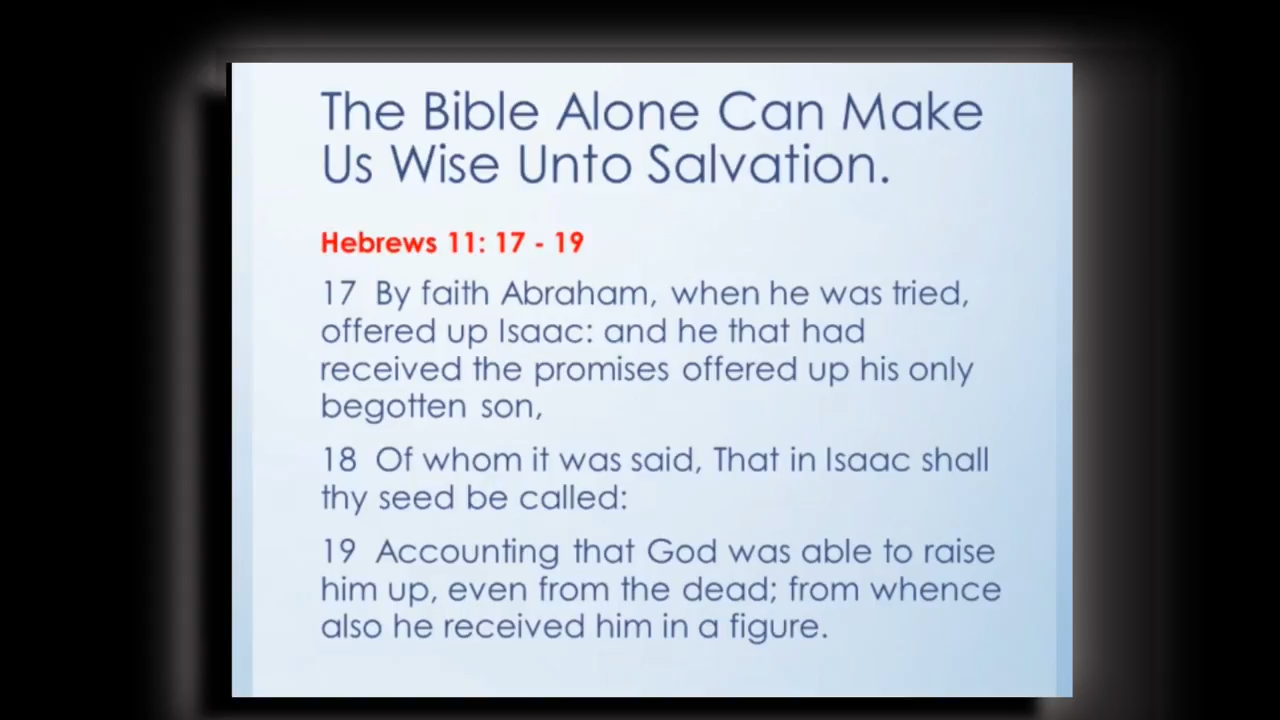 The Bible Alone Can Make
Us Wise Unto Salvation.
Hebrews 11: 17 - 19
17 By faith Abraham, when he was tried,
offered up Isaac: and he that had
received the promises offered up his only
begotten son,
18 Of whom it was said, That in Isaac shall
thy seed be called:
19 Accounting that God was able to raise
him up, even from the dead; from whence
also he received him in a figure.